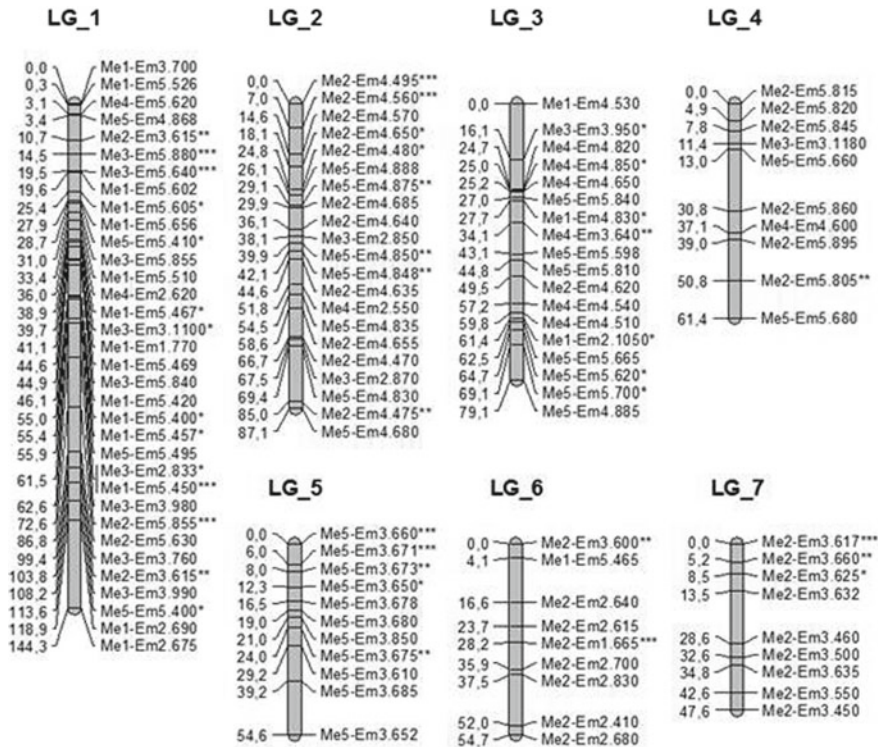 LG_1
0,0 Me1-Em3.700
0,3 Me1-Em5.526
3,1 Me4-Em5.620
3,4 Me5-Em4.868
10,7 Me2-Em3.615**
14,5 Me3-Em5.880***
19,5 Me3-Em5.640***
19,6 Me1-Em5.602
25,4 Me1-Em5.605*
27,9 Me1-Em5.656
28,7 Me5-Em5.410*
31,0 Me3-Em5.855
33,4 Me1-Em5.510
36,0 Me4-Em2.620
38,9 Me1-Em5.467*
39,7 Me3-Em3.1100*
41,1 Me1-Em1.770
44,6 Me1-Em5.469
44,9 Me3-Em5.840
46,1 Me1-Em5.420
55,0 Me1-Em5.400*
55,4 Me1-Em5.457*
55,9 Me5-Em5.495
61,5 Me3-Em2.833*
Me1-Em5.450***
62,6 Me3-Em3.980
72,6 Me2-Em5.855***
86,8 Me2-Em5.630
99,4 Me3-Em3.760
103,8 Me2-Em3.615**
108,2 Me3-Em3.990
113,6 Me5-Em5.400*
118,9 Me1-Em2.690
144,3 Me1-Em2.675
LG_2
0,0 Me2-Em4.495***
7,0 Me2-Em4.560***
14,6 Me2-Em4.570
18,1 Me2-Em4.650*
24,8 Me2-Em4.480*
26,1 Me5-Em4.888
29,1 Me5-Em4.875**
29,9 Me2-Em4.685
36,1 Me2-Em4.640
38,1 Me3-Em2.850
39,9 Me5-Em4.850**
42,1 Me5-Em4.848**
44,6 Me2-Em4.635
51,8 Me4-Em2.550
54,5 Me5-Em4.835
58,6 Me2-Em4.655
66,7 Me2-Em4.470
67,5 Me3-Em2.870
69,4 Me5-Em4.830
85,0 Me2-Em4.475**
87,1 Me5-Em4.680
LG_3
0,0 Me1-Em4.530
16,1 Me3-Em3.950*
24,7 Me4-Em4.820
25,0 Me4-Em4.850*
25,2 Me4-Em4.650
27,0 Me5-Em5.840
27,7 Me1-Em4.830*
34,1 Me4-Em3.640**
43,1 Me5-Em5.598
44,8 Me5-Em5.810
49,5 Me2-Em4.620
57,2 Me4-Em4.540
59,8 Me4-Em4.510
61,4 Me1-Em2.1050*
62,5 Me5-Em5.665
64,7 Me5-Em5.620*
69,1 Me5-Em5.700*
79,1 Me5-Em4.885
LG_4
0,0 Me2-Em5.815
4,9 Me2-Em5.820
7,8 Me2-Em5.845
11,4 Me3-Em3.1180
13,0 Me5-Em5.660
30,8 Me2-Em5.860
37,1 Me4-Em4.600
39,0 Me2-Em5.895
50,8 Me2-Em5.805**
61,4 Me5-Em5.680
LG_5
0,0 Me5-Em3.660***
6,0 Me5-Em3.671***
8,0 Me5-Em3.673**
12,3 Me5-Em3.650*
16,5 Me5-Em3.678
19,0 Me5-Em3.680
21,0 Me5-Em3.850
24,0 Me5-Em3.675**
29,2 Me5-Em3.610
39,2 Me5-Em3.685
54,6 Me5-Em3.652
LG_6
0,0 Me2-Em3.600**
4,1 Me1-Em5.465
16,6 Me2-Em2.640
23,7 Me2-Em2.615
28,2 Me2-Em1.665***
35,9 Me2-Em2.700
37,5 Me2-Em2.830
52,0 Me2-Em2.410
54,7 Me2-Em2.680
LG_7
0,0 Me2-Em3.617***
5,2 Me2-Em3.660**
8,5 Me2-Em3.625*
13,5 Me2-Em3.632
28,6 Me2-Em3.460
32,6 Me2-Em3.500
34,8 Me2-Em3.635
42,6 Me2-Em3.550
47,6 Me2-Em3.450